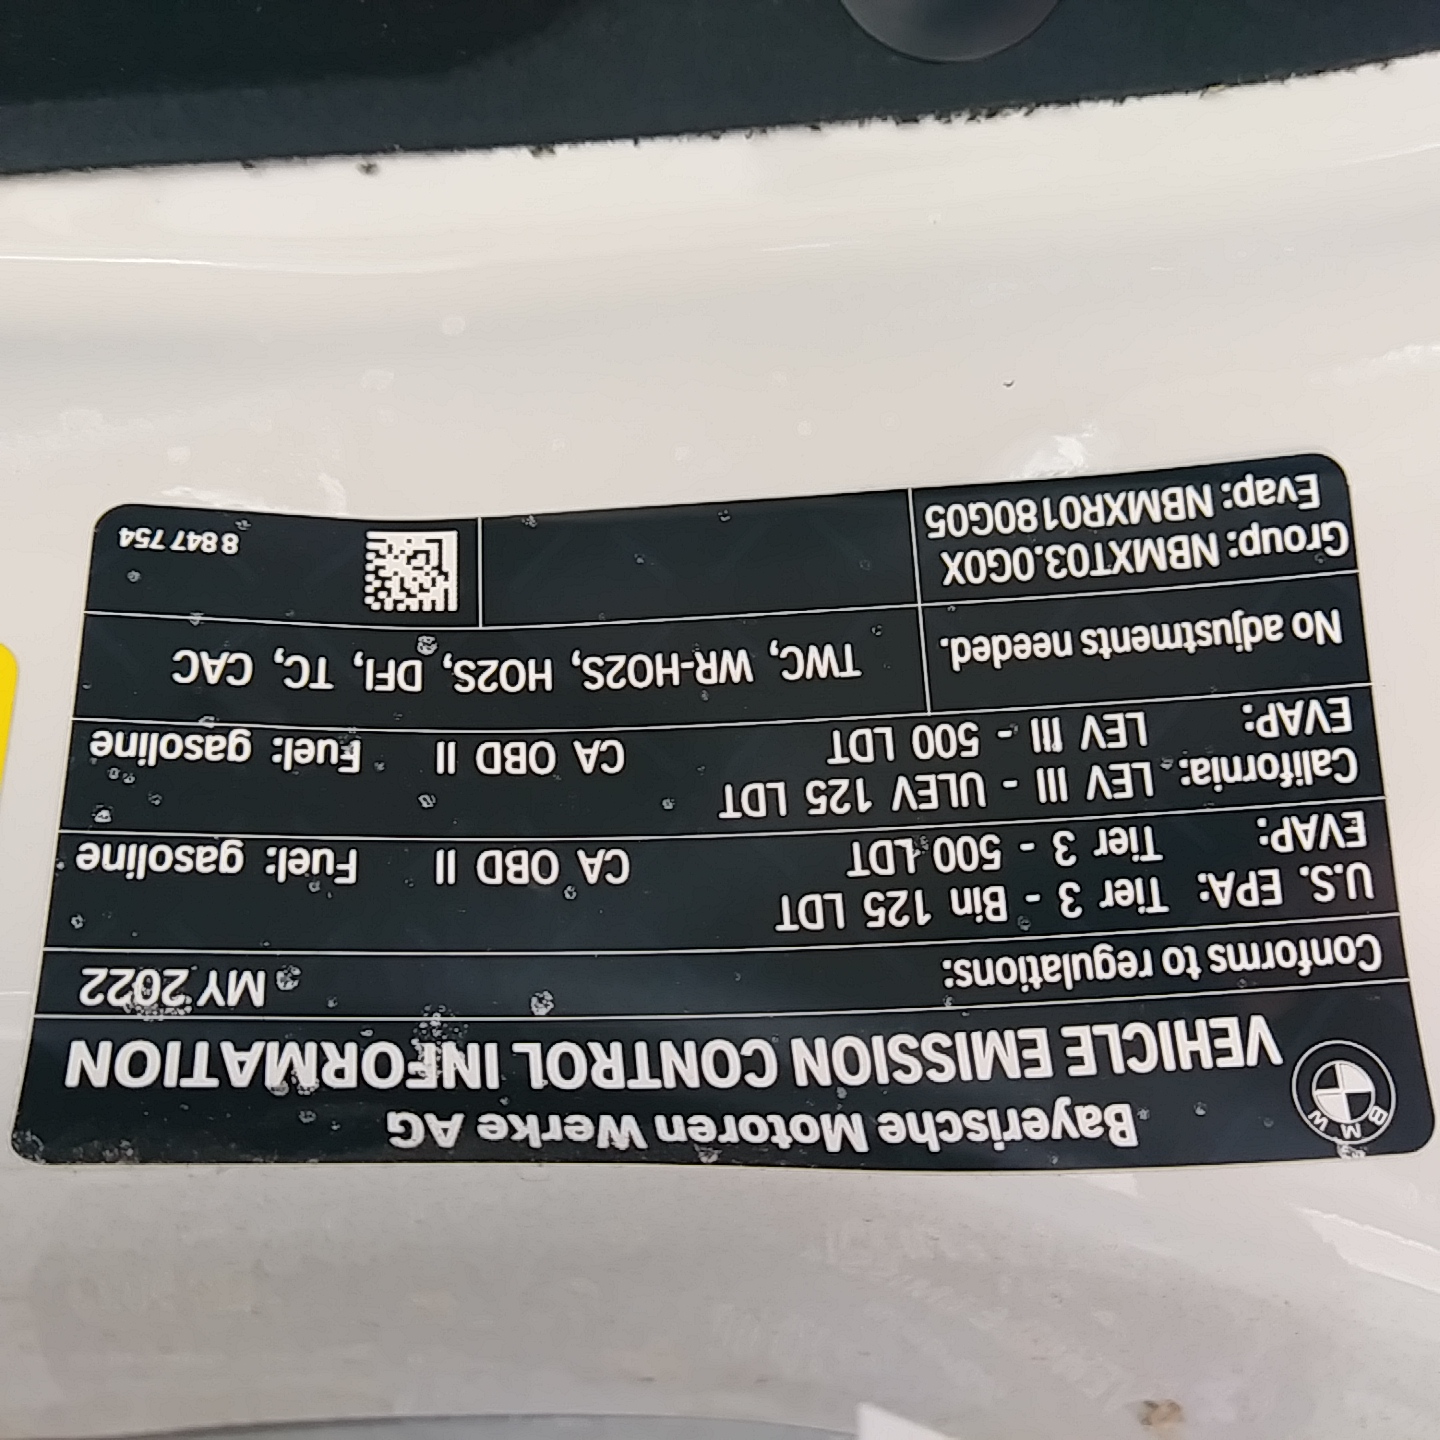 BMW
Bayerische Motoren Werke AG
VEHICLE EMISSION CONTROL INFORMATION
Conforms to regulations: MY 2022
U.S. EPA: Tier 3 - Bin 125 LDT CA OBD II Fuel: gasoline
EVAP: Tier 3 - 500 LDT
California: LEV III - ULEV 125 LDT CA OBD II Fuel: gasoline
EVAP: LEV III - 500 LDT
No adjustments needed. TWC, WR-HO2S, HO2S, DFI, TC, CAC
Group: NBMXT03.0G0X
Evap: NBMXR0180G05
8 847 754